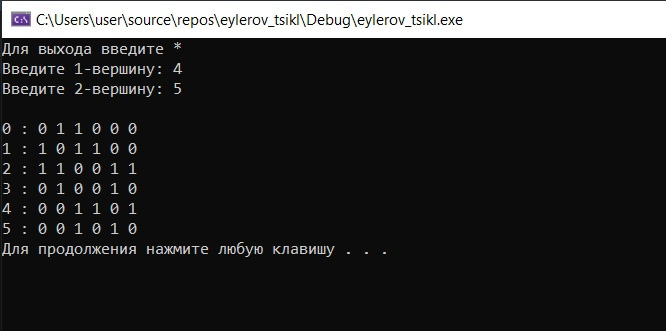 C:\Users\user\source\repos\eylerov_tsikl\Debug\eylerov_tsikl.exe
Для выхода введите *
Введите 1-вершину: 4
Введите 2-вершину: 5
0 : 0 1 1 0 0 0
1 : 1 0 1 1 0 0
2 : 1 1 0 0 1 1
3 : 0 1 0 0 1 0
4 : 0 0 1 1 0 1
5 : 0 0 1 0 1 0
Для продолжения нажмите любую клавишу . . .